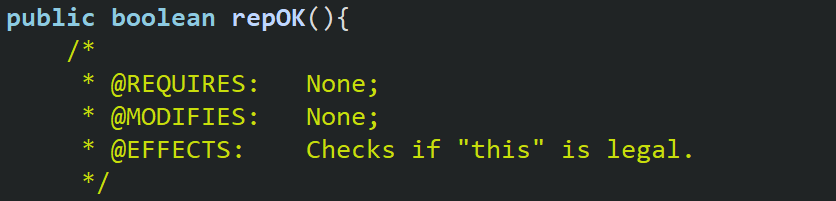 public boolean repOK(){
/*
* @REQUIRES: None;
* @MODIFIES: None;
* @EFFECTS: Checks if "this" is legal.
*/